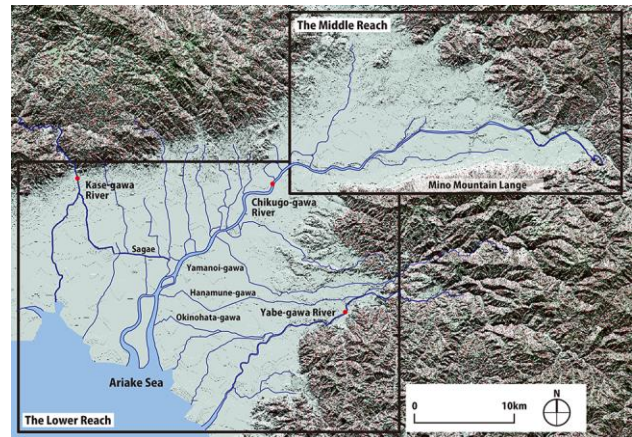 The Middle Reach
Kase-gawa
River
Chikugo-gawa
River
Mino Mountain Lange
Sagae
Yamanoi-gawa
Hanamune-gawa
Okinohata-gawa
Yabe-gawa River
Ariake Sea
The Lower Reach
0
10km
N